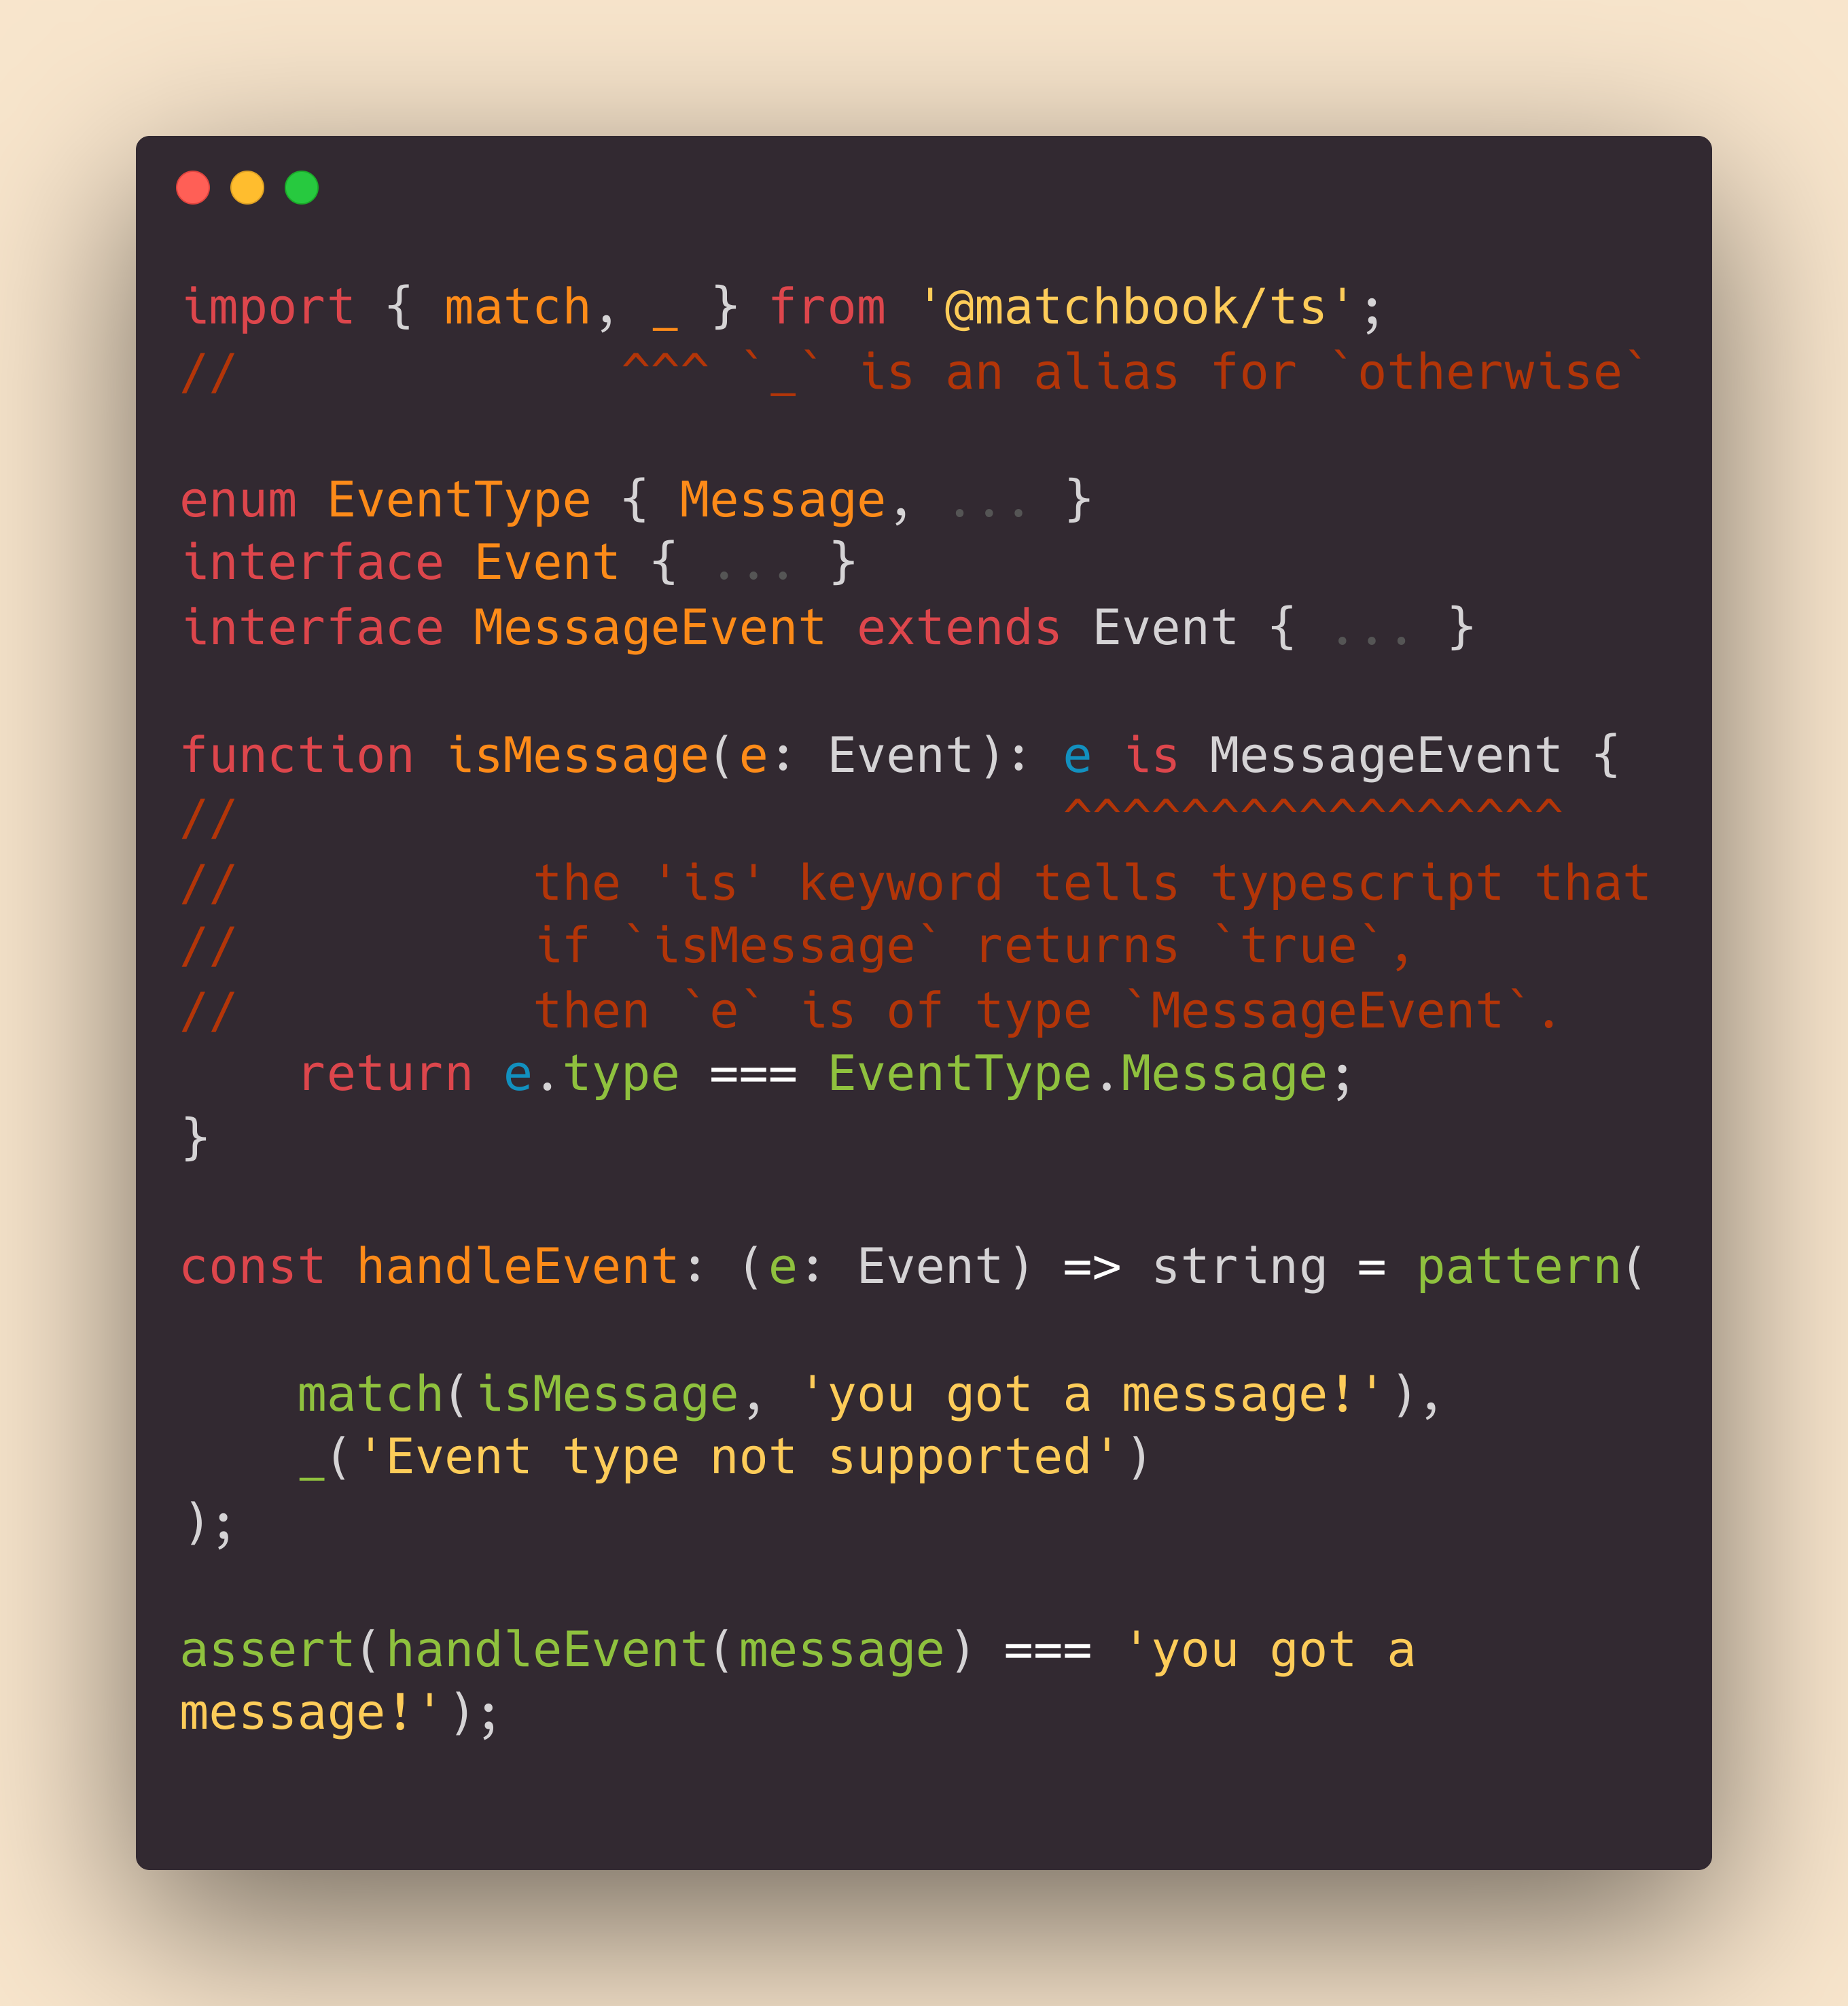 import { match, _ } from '@matchbook/ts';
//             ^^^ `_` is an alias for `otherwise`
enum EventType { Message, ... }
interface Event { ... }
interface MessageEvent extends Event { ... }
function isMessage(e: Event): e is MessageEvent {
//                            ^^^^^^^^^^^^^^^^^
//          the 'is' keyword tells typescript that
//          if `isMessage` returns `true`,
//          then `e` is of type `MessageEvent`.
    return e.type === EventType.Message;
}
const handleEvent: (e: Event) => string = pattern(
    match(isMessage, 'you got a message!'),
    _('Event type not supported')
);
assert(handleEvent(message) === 'you got a
message!');